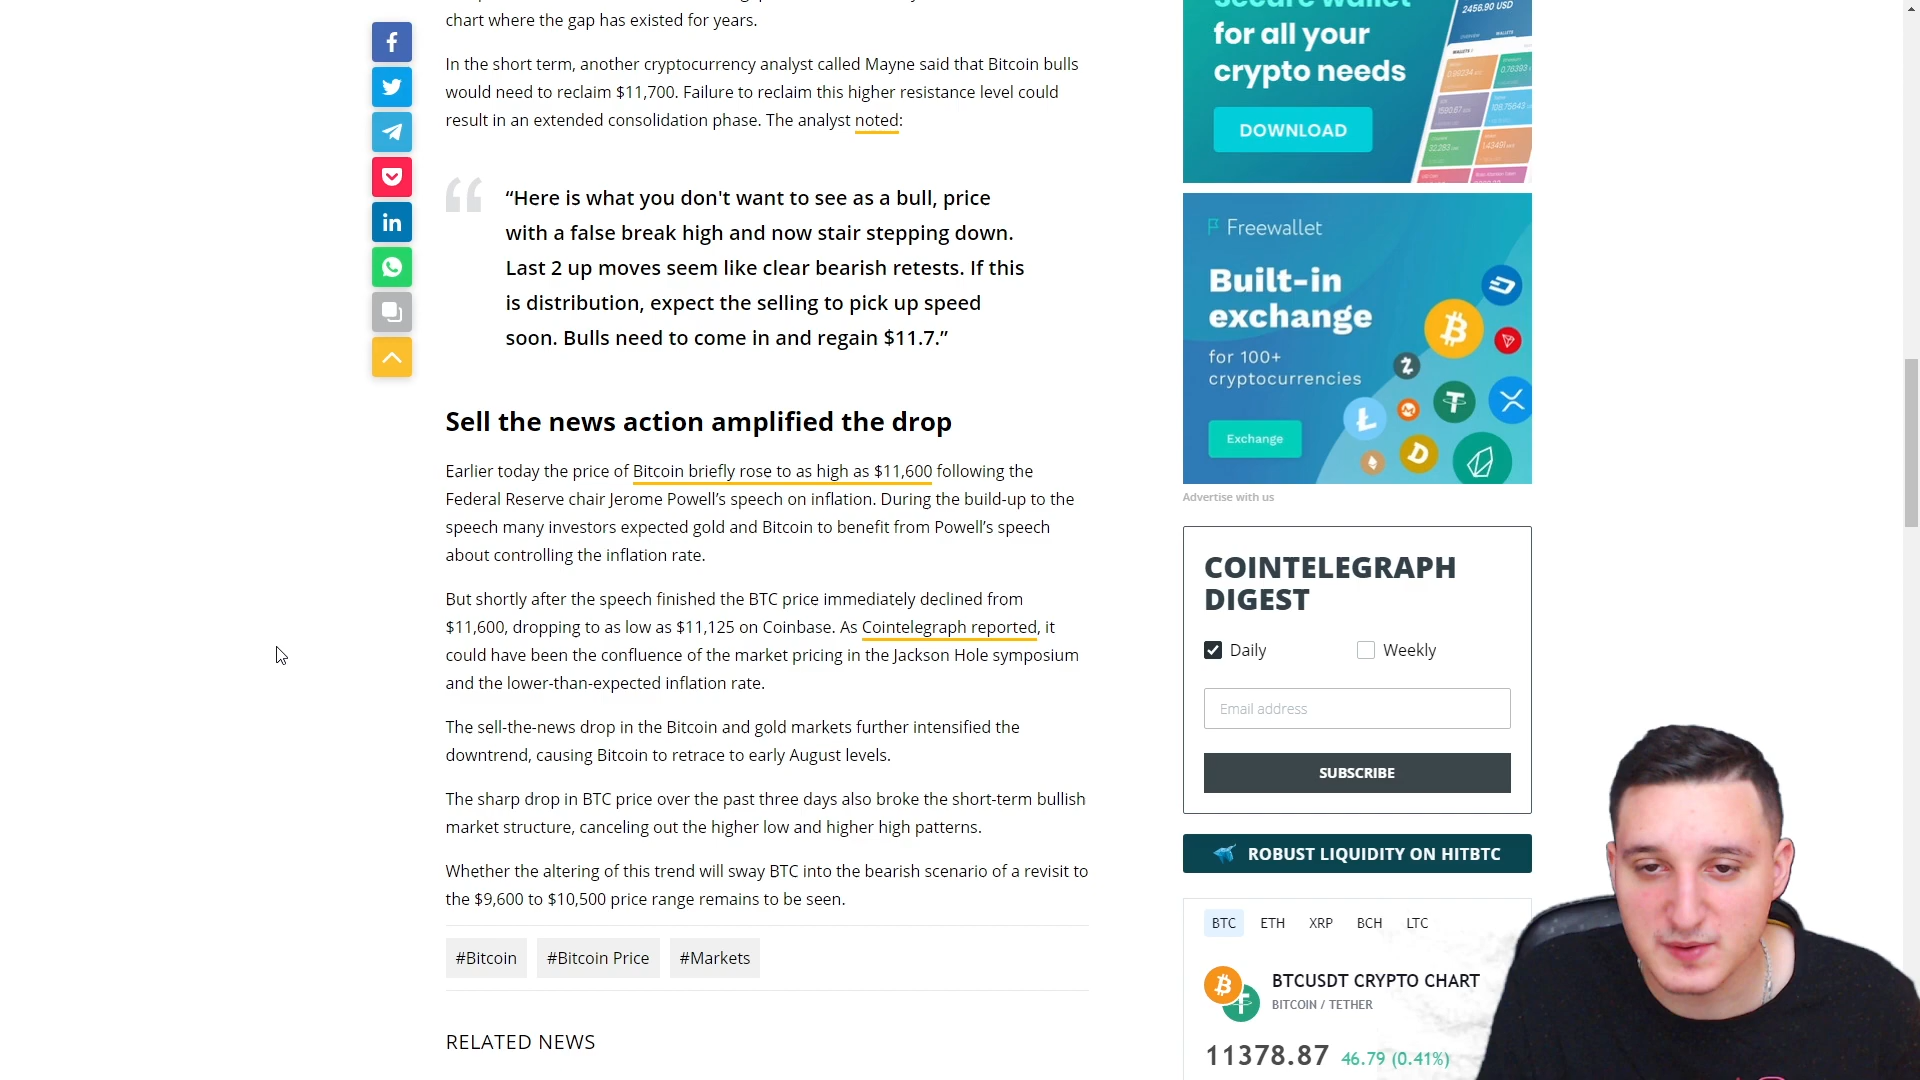 chart where the gap has existed for years.
In the short term, another cryptocurrency analyst called Mayne said that Bitcoin bulls
would need to reclaim $11,700. Failure to reclaim this higher resistance level could
result in an extended consolidation phase. The analyst noted:
“Here is what you don't want to see as a bull, price
with a false break high and now stair stepping down.
Last 2 up moves seem like clear bearish retests. If this
is distribution, expect the selling to pick up speed
soon. Bulls need to come in and regain $11.7.”
Sell the news action amplified the drop
Earlier today the price of Bitcoin briefly rose to as high as $11,600 following the
Federal Reserve chair Jerome Powell’s speech on inflation. During the build-up to the
speech many investors expected gold and Bitcoin to benefit from Powell’s speech
about controlling the inflation rate.
But shortly after the speech finished the BTC price immediately declined from
$11,600, dropping to as low as $11,125 on Coinbase. As Cointelegraph reported, it
could have been the confluence of the market pricing in the Jackson Hole symposium
and the lower-than-expected inflation rate.
The sell-the-news drop in the Bitcoin and gold markets further intensified the
downtrend, causing Bitcoin to retrace to early August levels.
The sharp drop in BTC price over the past three days also broke the short-term bullish
market structure, canceling out the higher low and higher high patterns.
Whether the altering of this trend will sway BTC into the bearish scenario of a revisit to
the $9,600 to $10,500 price range remains to be seen.
#Bitcoin #Bitcoin Price #Markets
RELATED NEWS
Secure wallet
for all your
crypto needs
DOWNLOAD
2456.90 USD
Freewallet
Built-in
exchange
for 100+
cryptocurrencies
Exchange
Advertise with us
COINTELEGRAPH
DIGEST
Daily Weekly
Email address
SUBSCRIBE
ROBUST LIQUIDITY ON HITBTC
BTC ETH XRP BCH LTC
BTCUSDT CRYPTO CHART
BITCOIN / TETHER
11378.87 46.79 (0.41%)